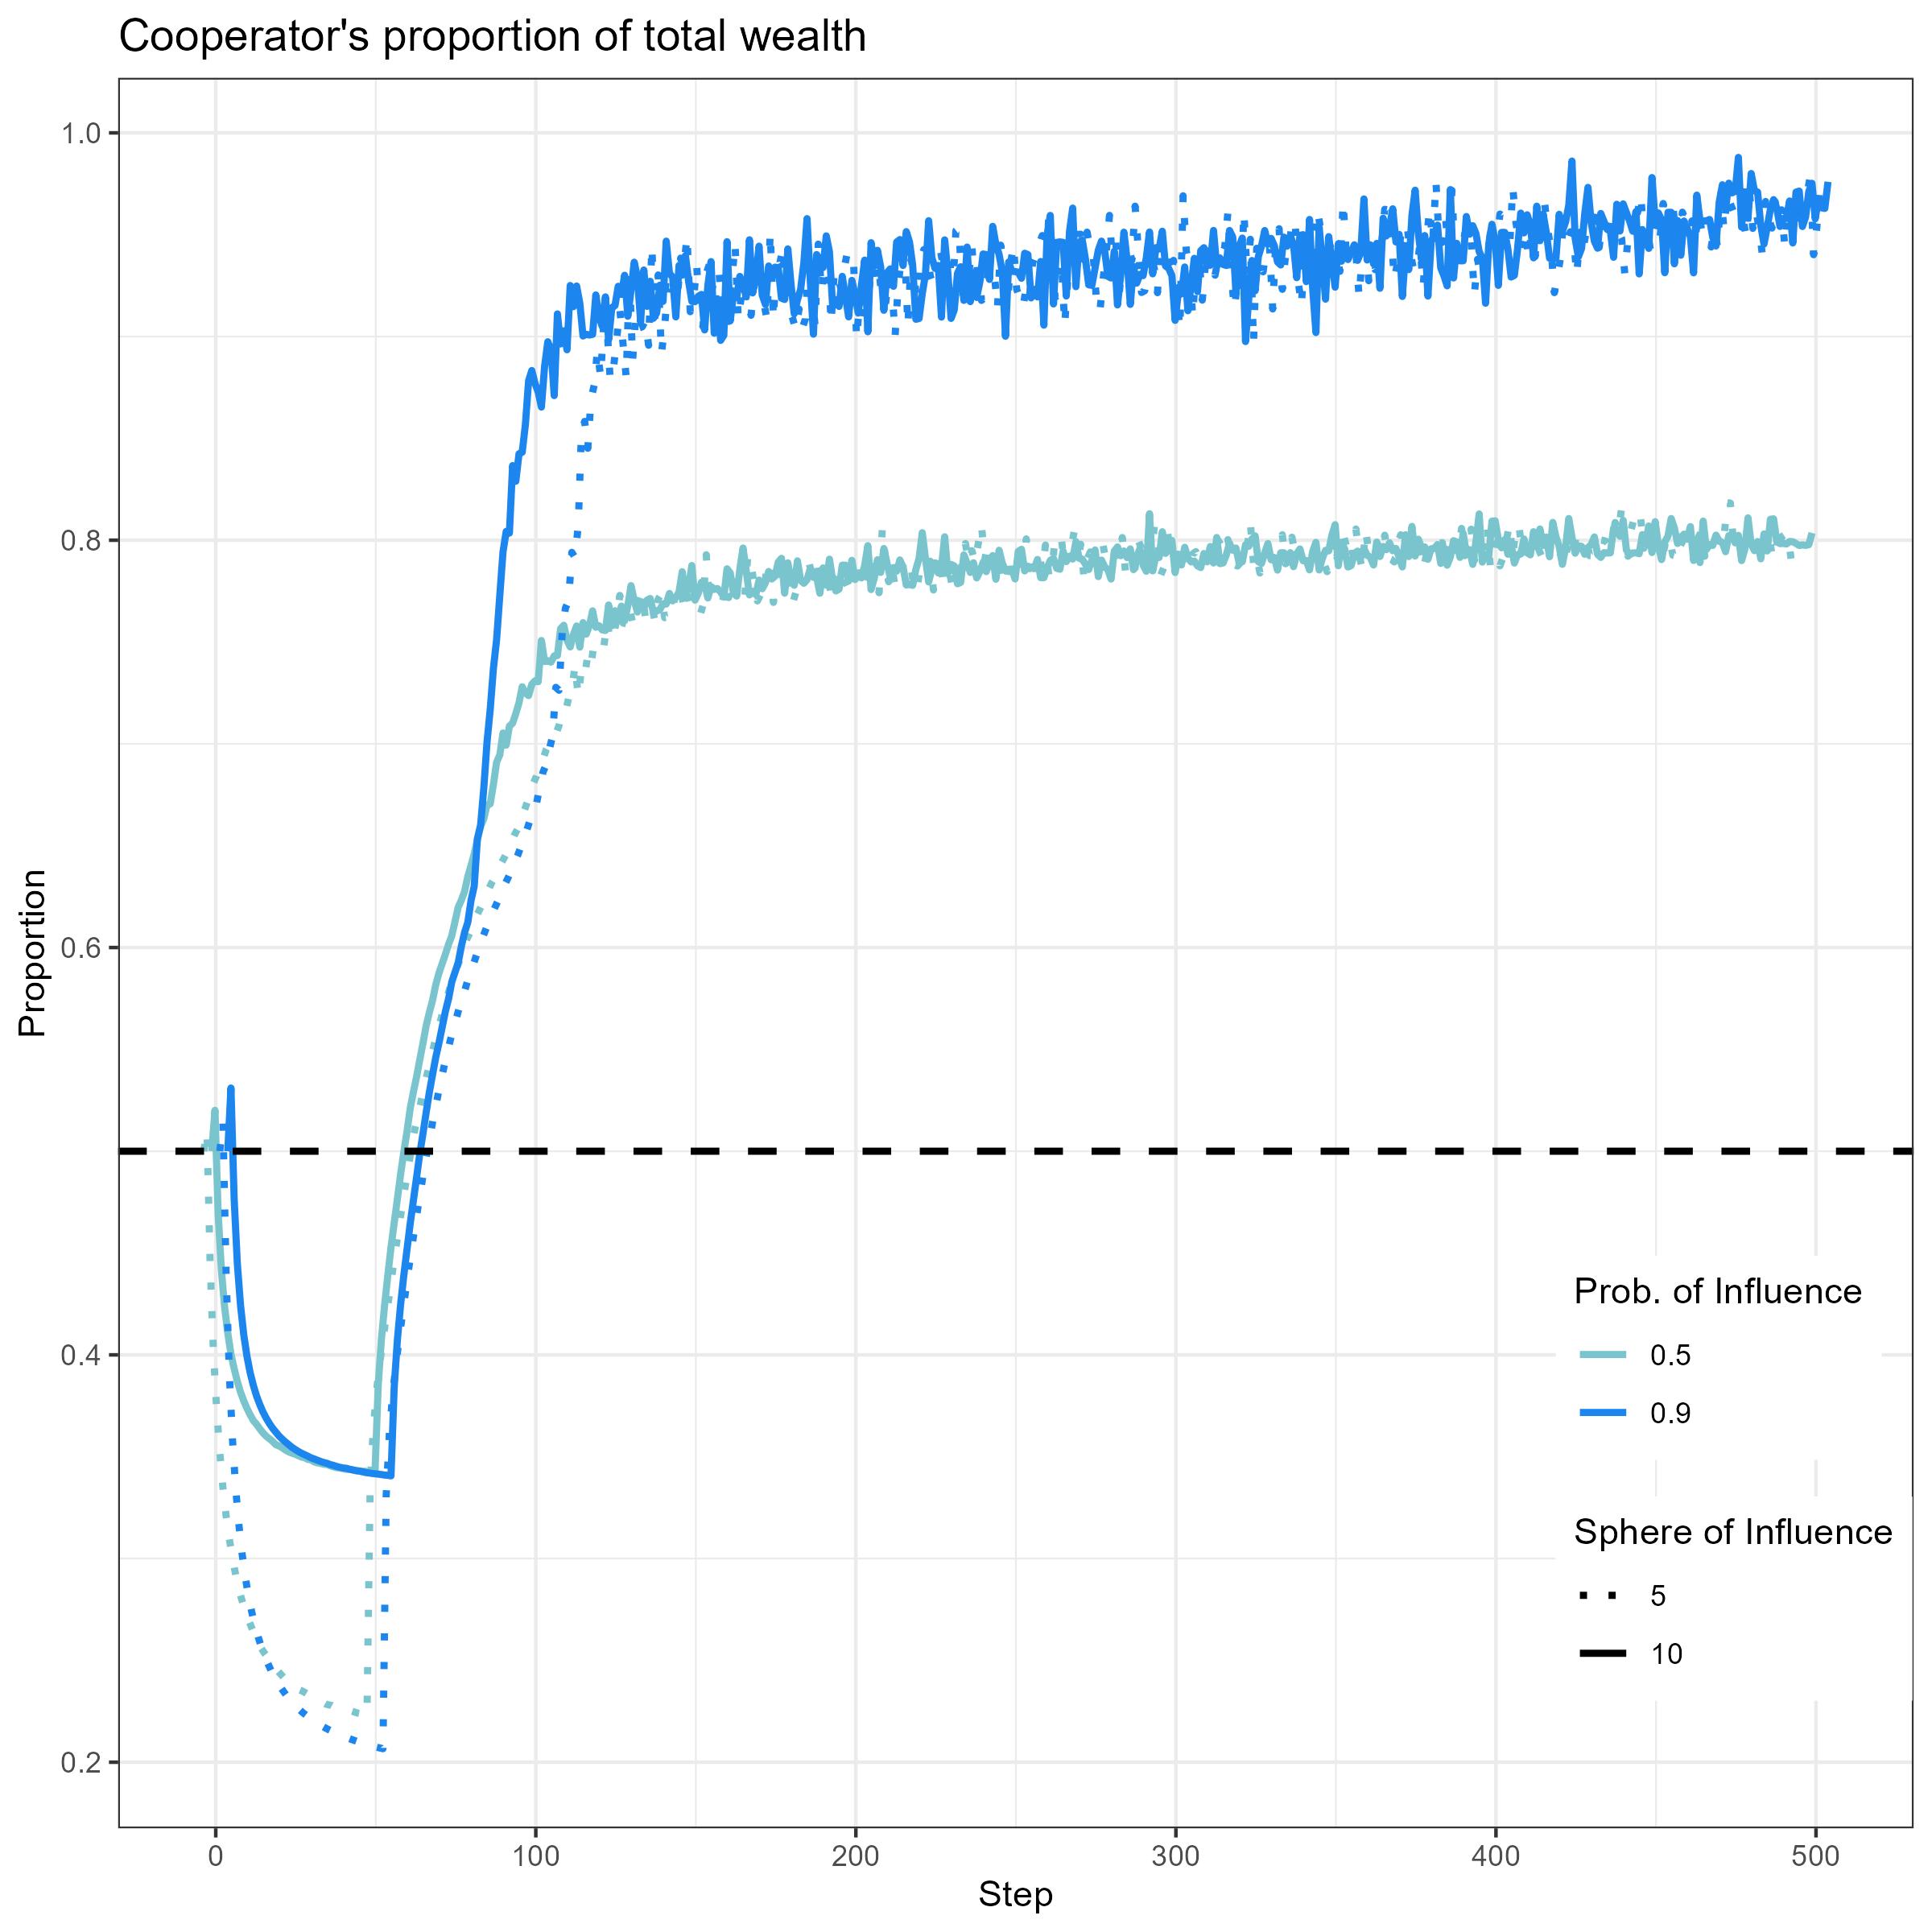 Cooperator's proportion of total wealth
1.0
0.8
0.6
0.4
0.2
Proportion
0 100 200 300 400 500
Step
Prob. of Influence
0.5
0.9
Sphere of Influence
5
10